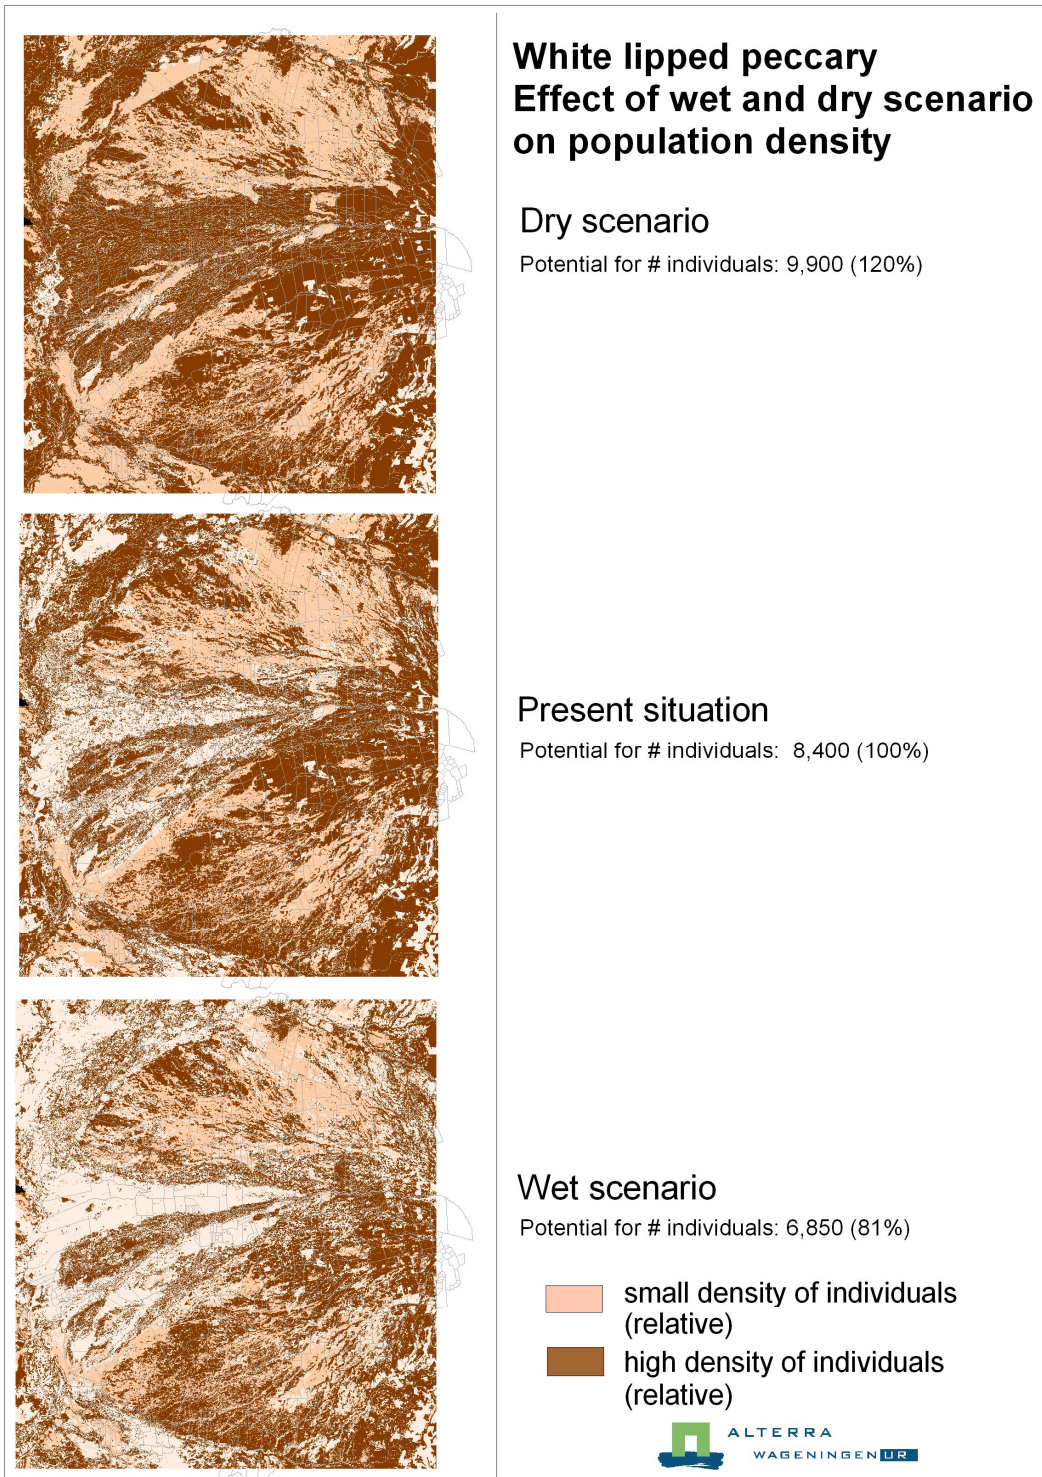 White lipped peccary
Effect of wet and dry scenario
on population density
Dry scenario
Potential for # individuals: 9,900 (120%)
Present situation
Potential for # individuals: 8,400 (100%)
Wet scenario
Potential for # individuals: 6,850 (81%)
small density of individuals
(relative)
high density of individuals
(relative)
ALTERRA
WAGENINGEN UR